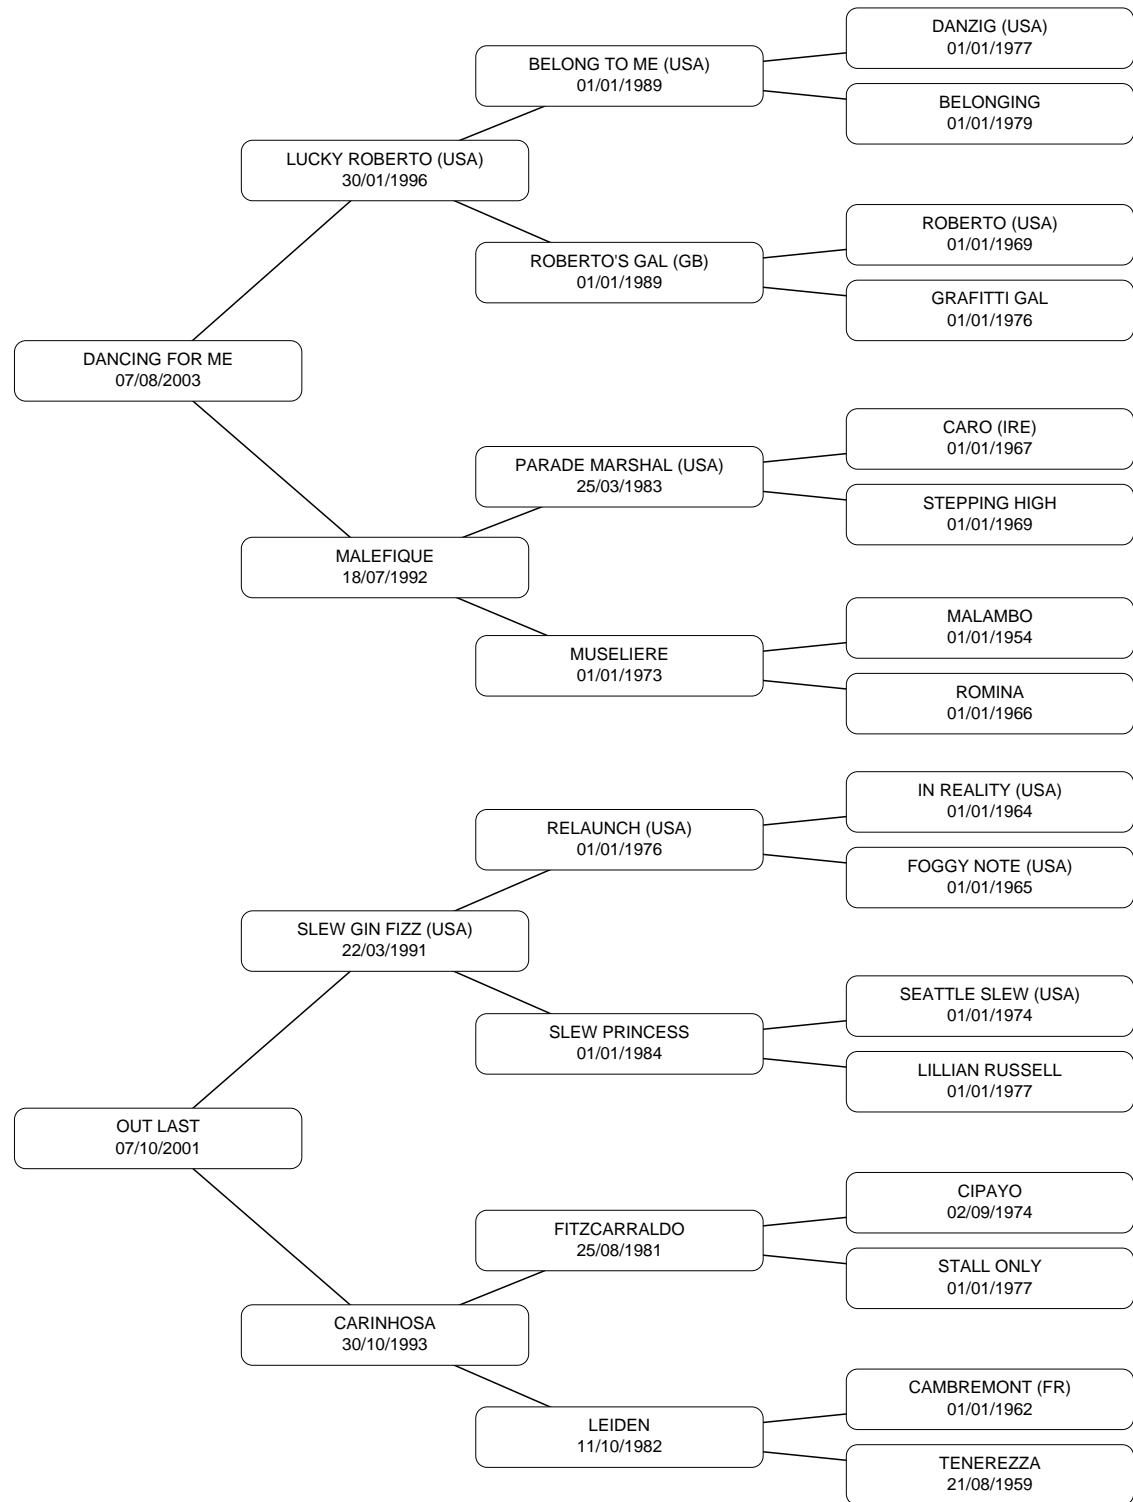 DANZIG (USA)
01/01/1977
BELONG TO ME (USA)
01/01/1989
BELONGING
01/01/1979
LUCKY ROBERTO (USA)
30/01/1996
ROBERTO (USA)
01/01/1969
ROBERTO'S GAL (GB)
01/01/1989
GRAFITTI GAL
01/01/1976
DANCING FOR ME
07/08/2003
CARO (IRE)
01/01/1967
PARADE MARSHAL (USA)
25/03/1983
STEPPING HIGH
01/01/1969
MALEFIQUE
18/07/1992
MALAMBO
01/01/1954
MUSELIERE
01/01/1973
ROMINA
01/01/1966
IN REALITY (USA)
01/01/1964
RELAUNCH (USA)
01/01/1976
FOGGY NOTE (USA)
01/01/1965
SLEW GIN FIZZ (USA)
22/03/1991
SEATTLE SLEW (USA)
01/01/1974
SLEW PRINCESS
01/01/1984
LILLIAN RUSSELL
01/01/1977
OUT LAST
07/10/2001
CIPAYO
02/09/1974
FITZCARRALDO
25/08/1981
STALL ONLY
01/01/1977
CARINHOSA
30/10/1993
CAMBREMONT (FR)
01/01/1962
LEIDEN
11/10/1982
TENEREZZA
21/08/1959